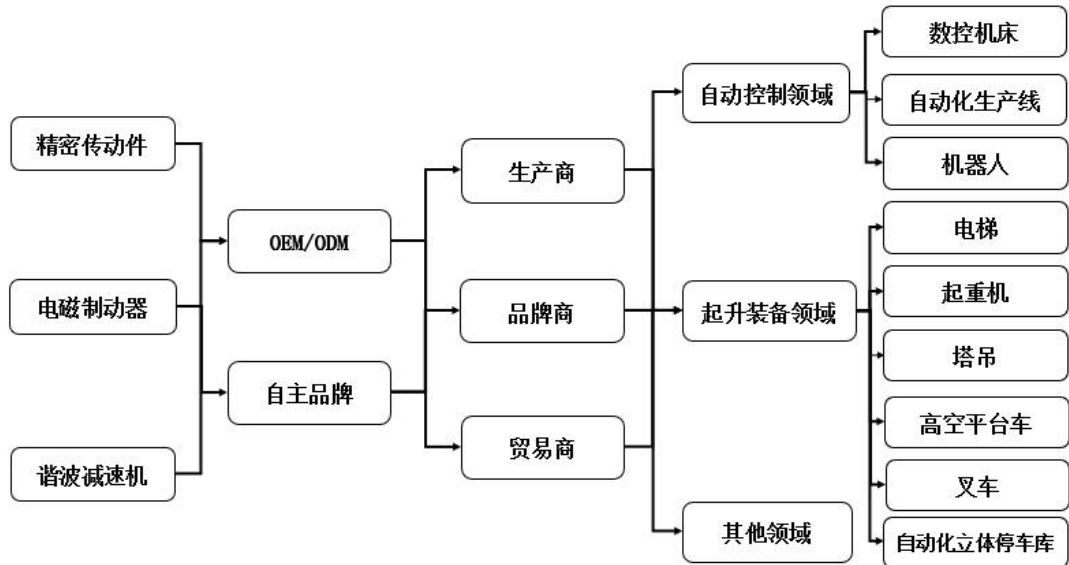 精密传动件
电磁制动器
谐波减速机
OEM/ODM
自主品牌
生产商
品牌商
贸易商
自动控制领域
起升装备领域
其他领域
数控机床
自动化生产线
机器人
电梯
起重机
塔吊
高空平台车
叉车
自动化立体停车库